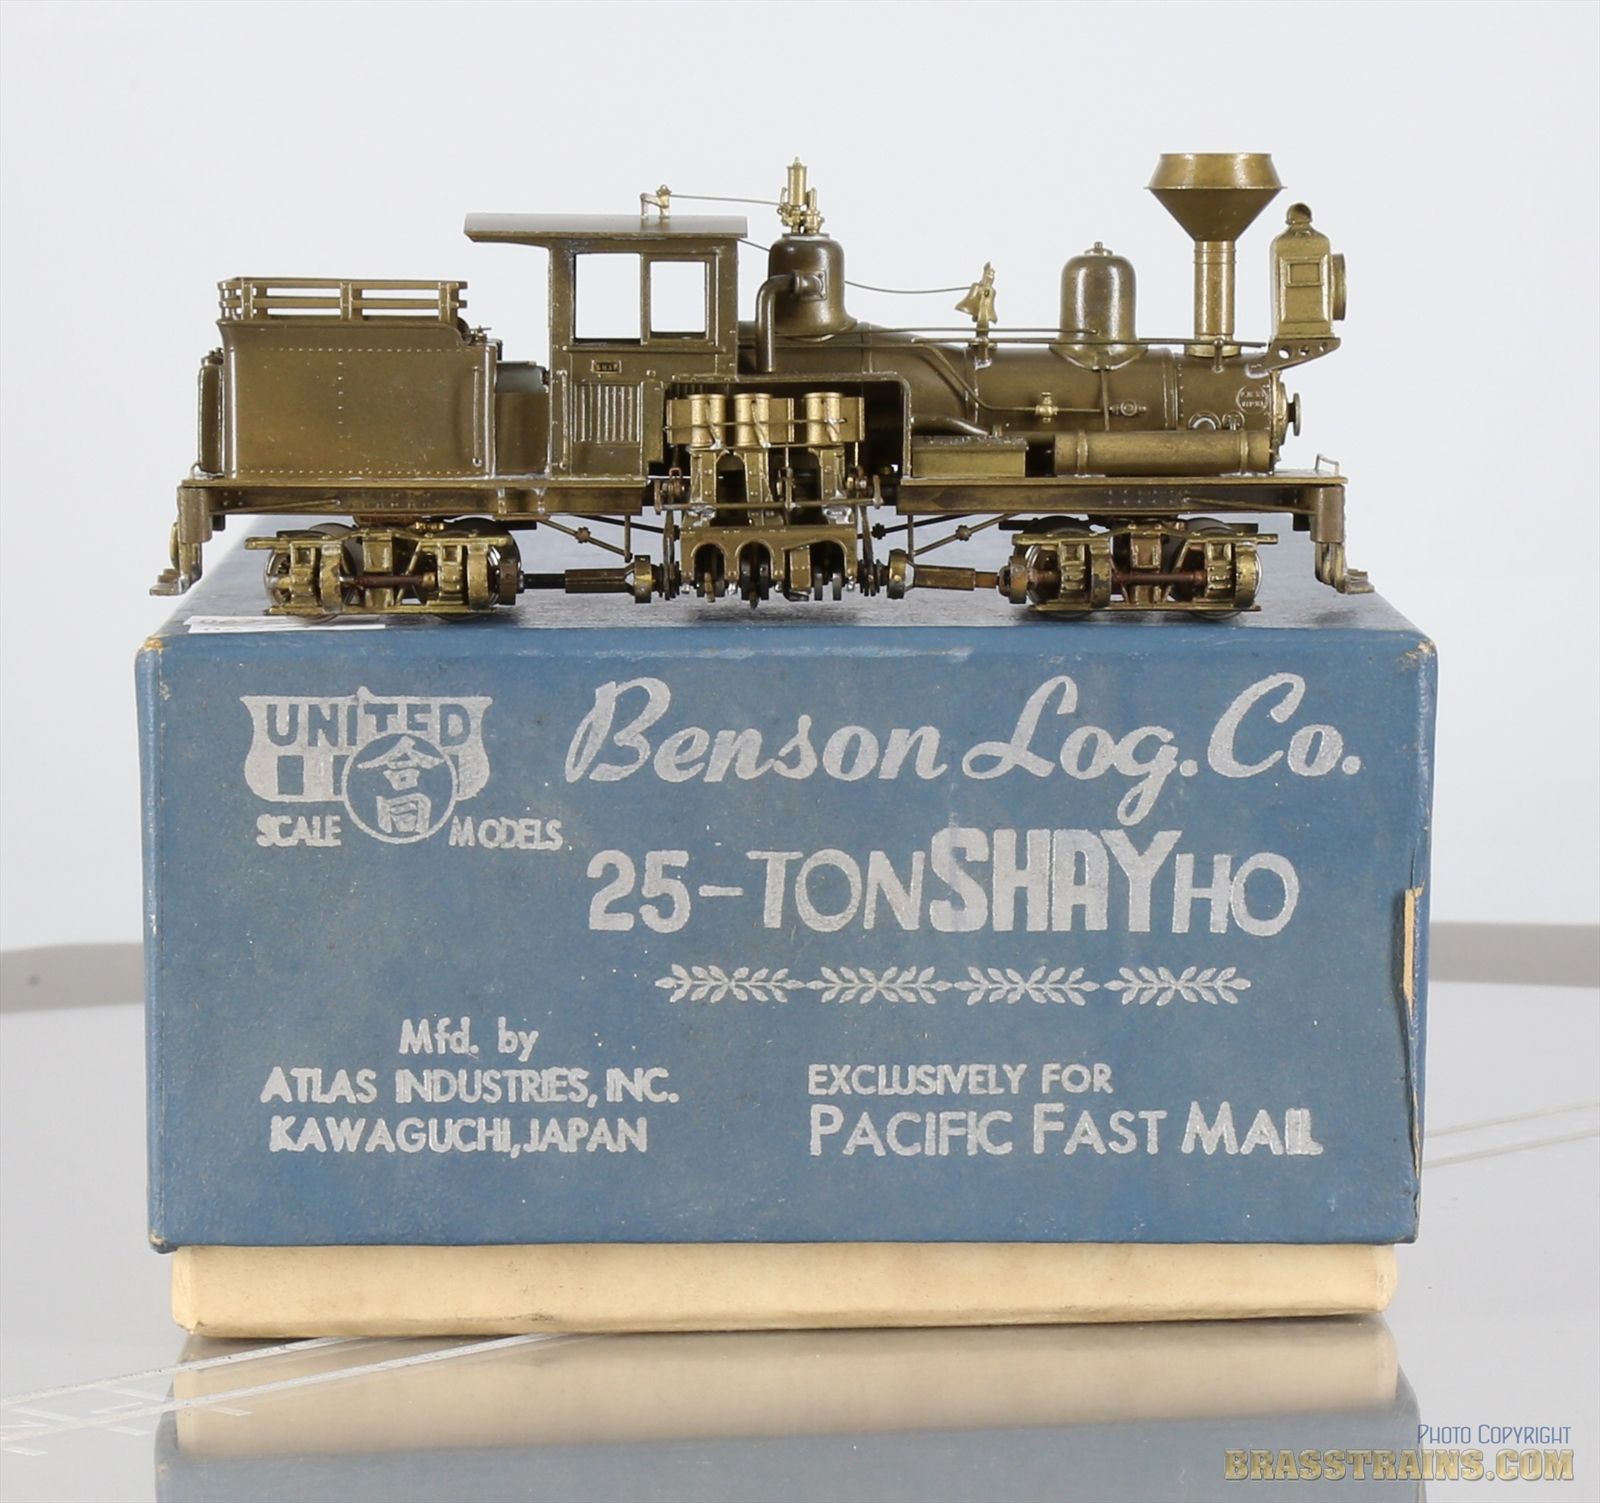 UNITED
合同
SCALE MODELS
Benson Log. Co.
25-TON SHAY HO
Mfd. by
ATLAS INDUSTRIES, INC.
KAWAGUCHI, JAPAN
EXCLUSIVELY FOR
PACIFIC FAST MAIL
PHOTO COPYRIGHT
BRASSTRAINS.COM